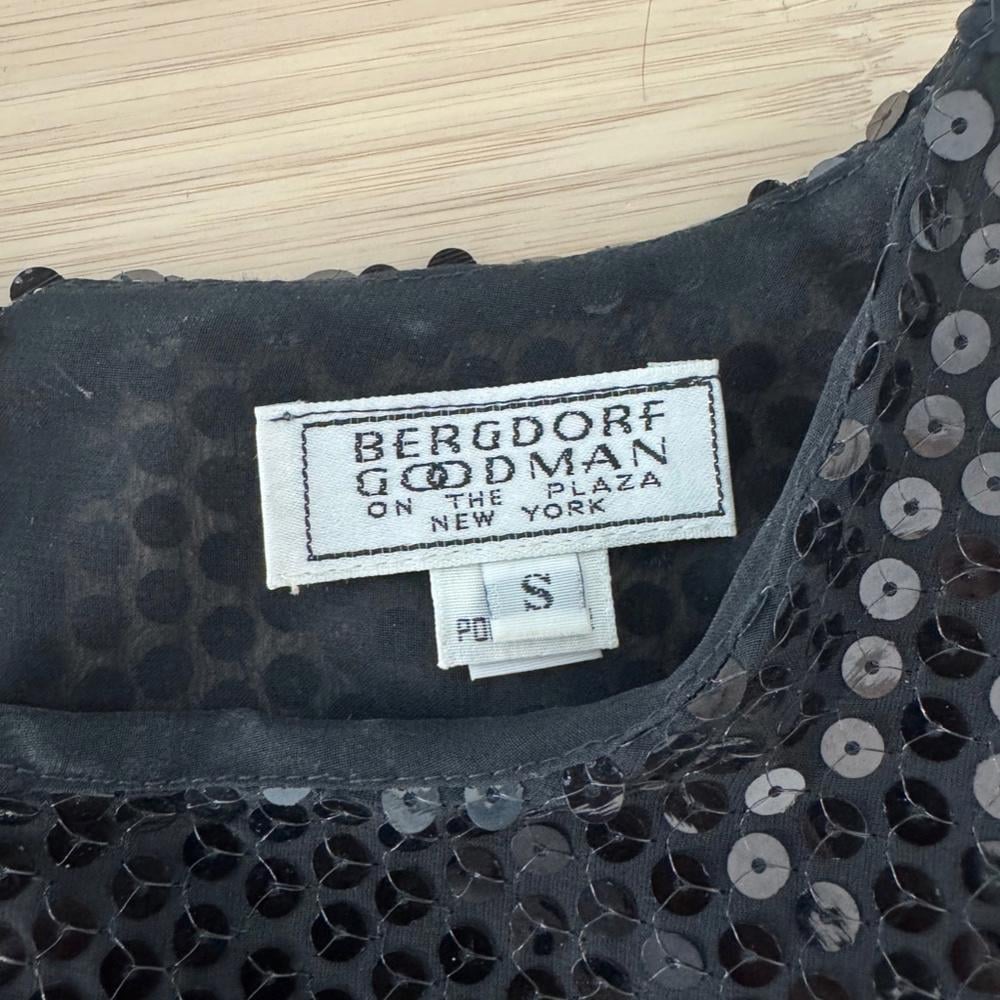 BERGDORF
GOODMAN
ON THE PLAZA
NEW YORK
S